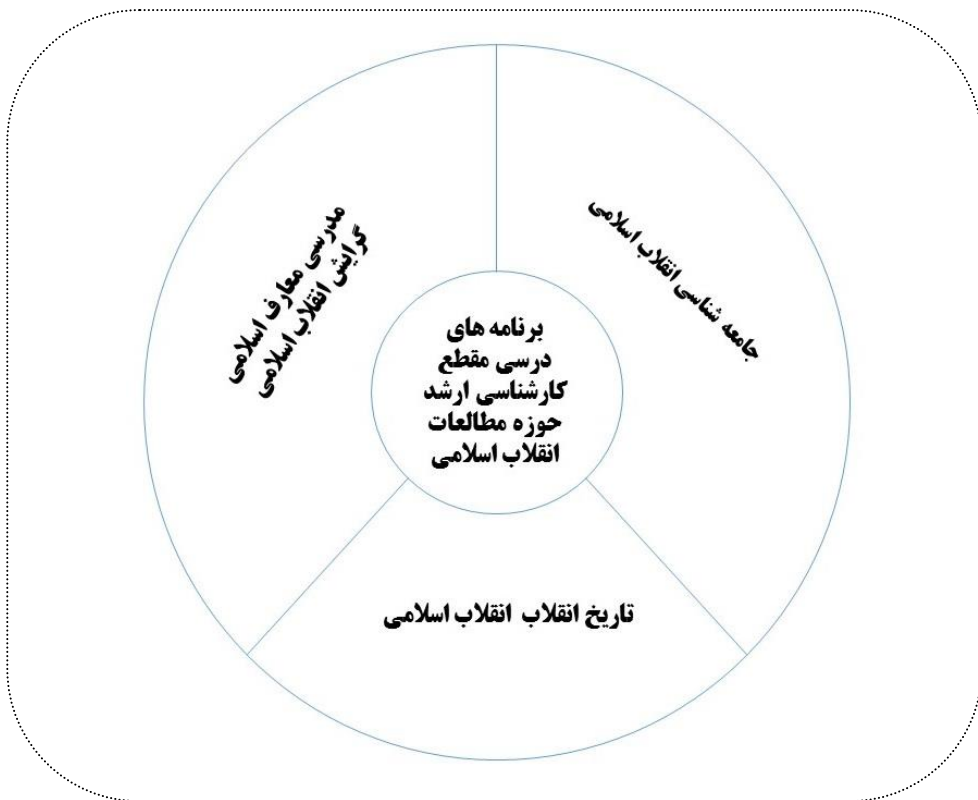 جامعه شناسی انقلاب اسلامی
مدرسی معارف اسلامی
گرایش انقلاب اسلامی
برنامه های
درسی مقطع
کارشناسی ارشد
حوزه مطالعات
انقلاب اسلامی
تاریخ انقلاب انقلاب اسلامی